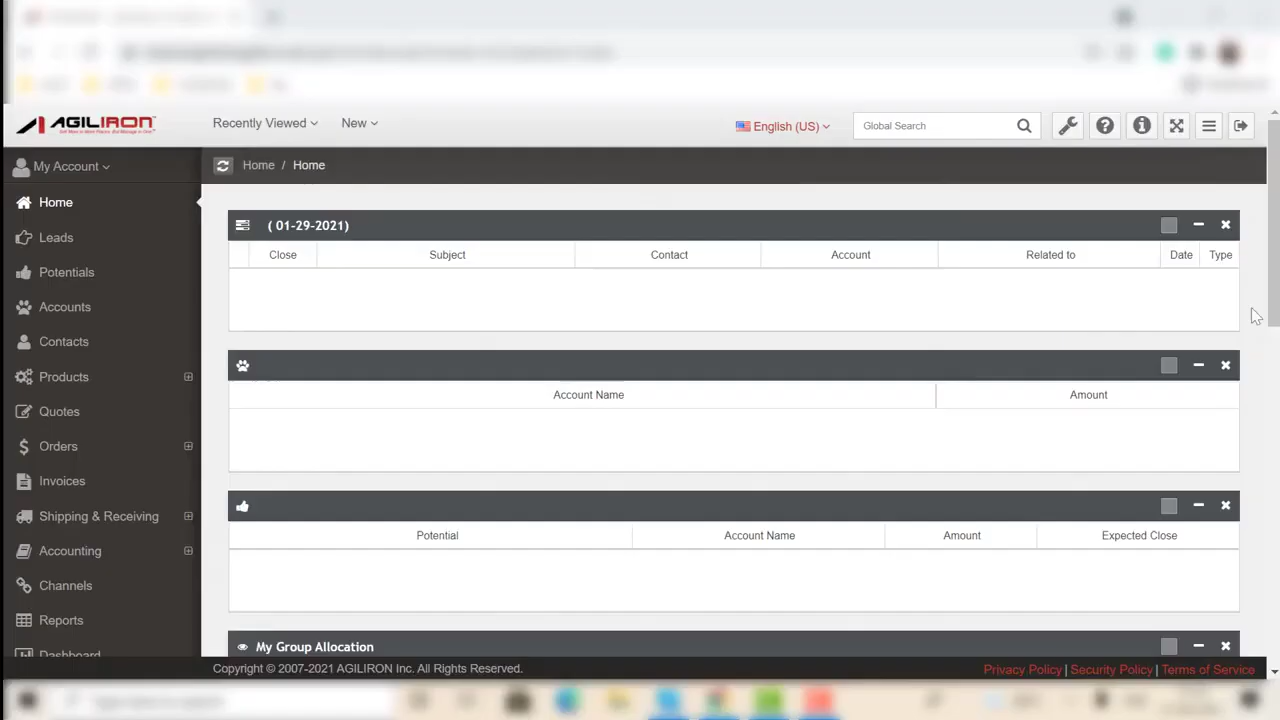 AGILIRON
Recently Viewed
New
English (US)
Global Search
My Account
Home / Home
Home
Leads
Potentials
Accounts
Contacts
Products
Quotes
Orders
Invoices
Shipping & Receiving
Accounting
Channels
Reports
Dashboard
( 01-29-2021)
Close Subject Contact Account Related to Date Type
Account Name Amount
Potential Account Name Amount Expected Close
My Group Allocation
Copyright © 2007-2021 AGILIRON Inc. All Rights Reserved.
Privacy Policy | Security Policy | Terms of Service